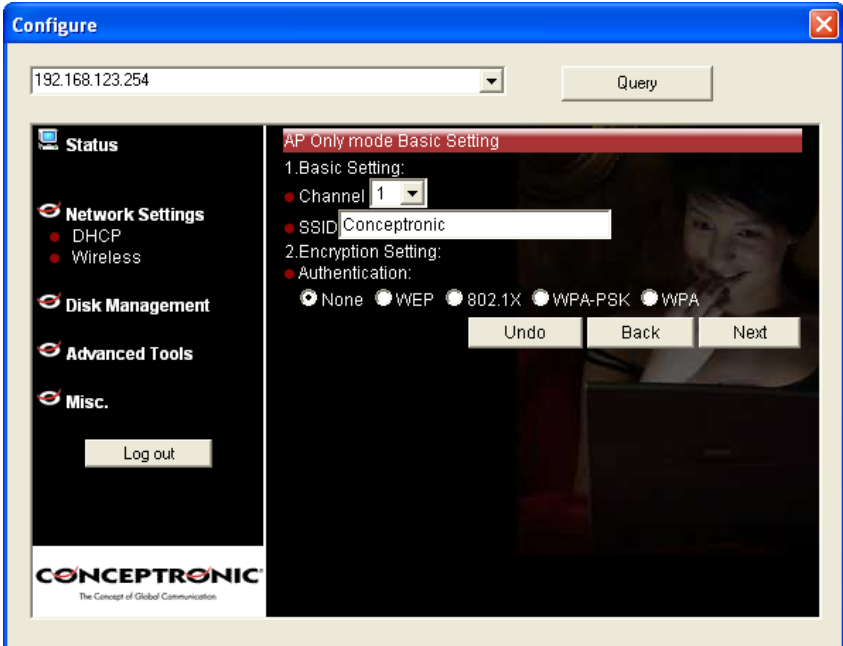 Configure
192.168.123.254
Query
Status
Network Settings
DHCP
Wireless
Disk Management
Advanced Tools
Misc.
Log out
CONCEPTRONIC
The Concept of Global Communication
AP Only mode Basic Setting
1.Basic Setting:
Channel 1
SSID Conceptronic
2.Encryption Setting:
Authentication:
None WEP 802.1X WPA-PSK WPA
Undo Back Next